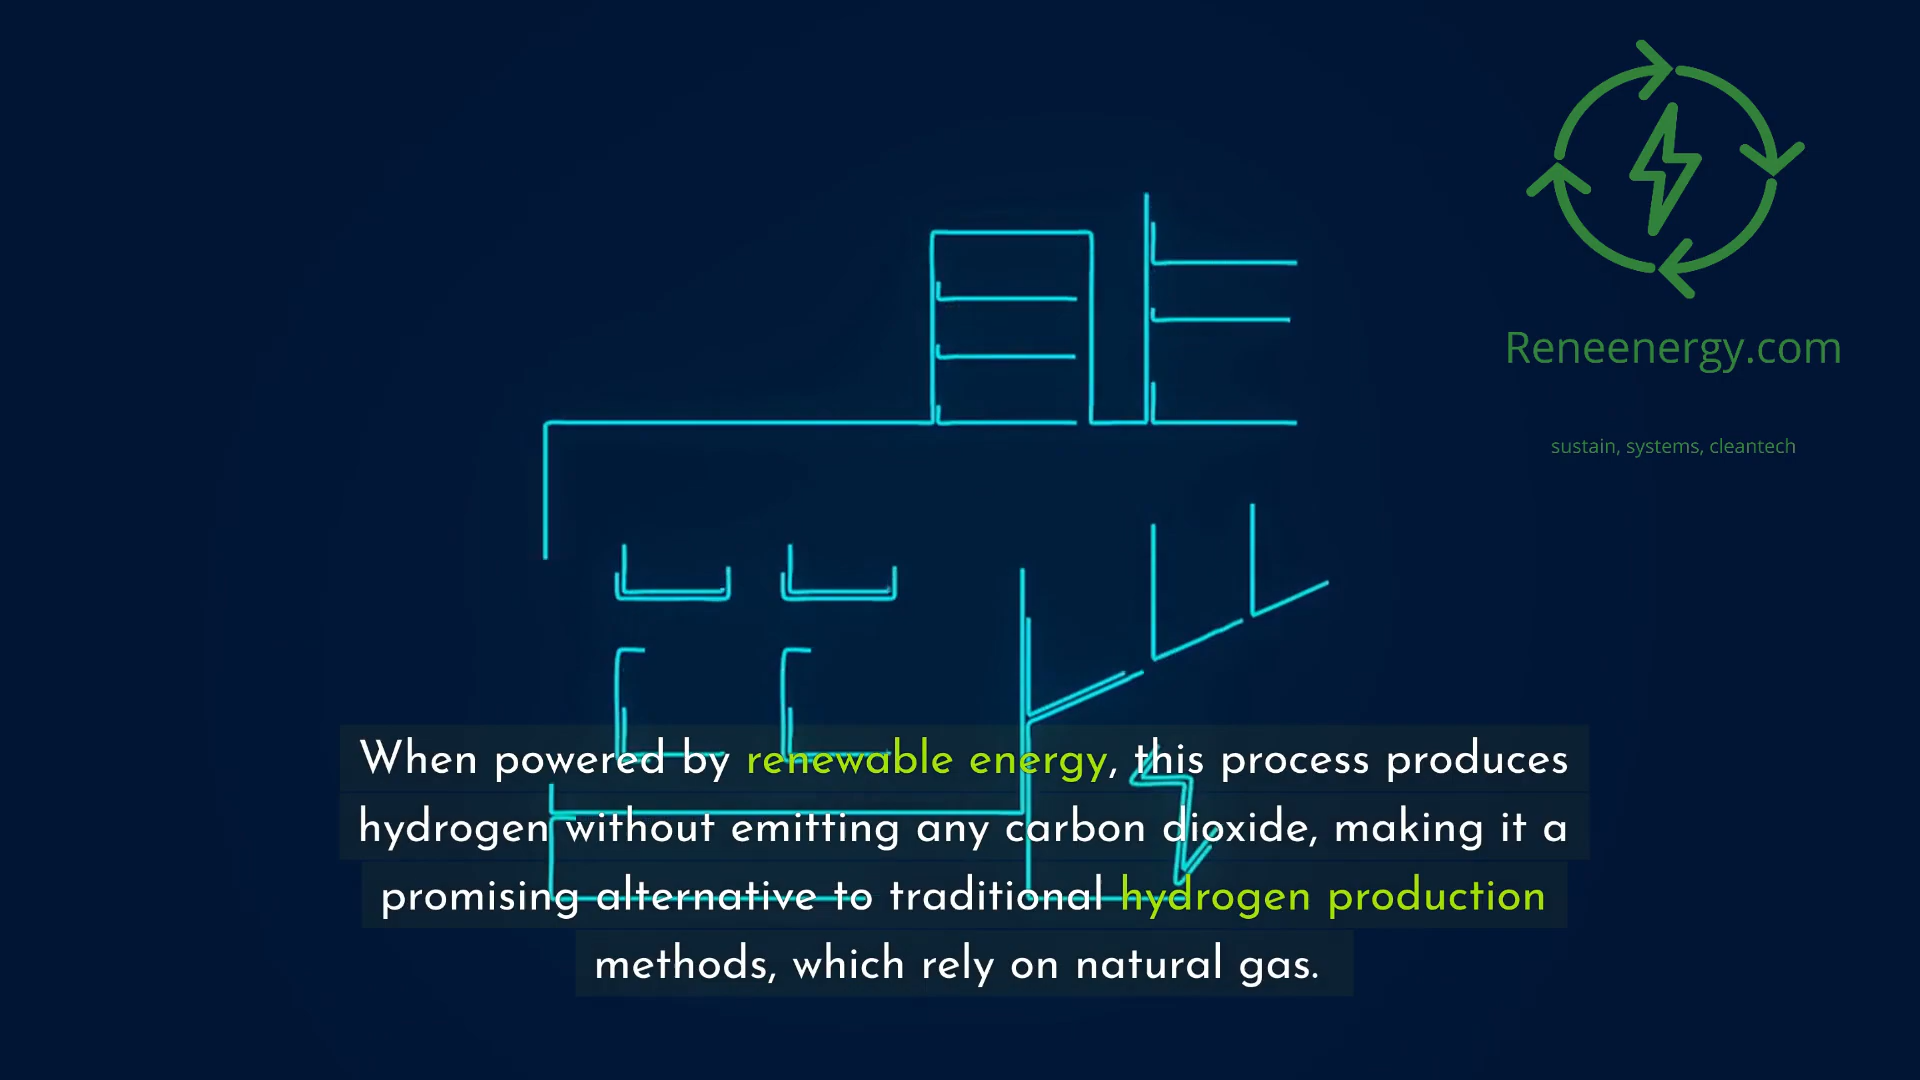 Reneenergy.com
sustain, systems, cleantech
When powered by renewable energy, this process produces
hydrogen without emitting any carbon dioxide, making it a
promising alternative to traditional hydrogen production
methods, which rely on natural gas.